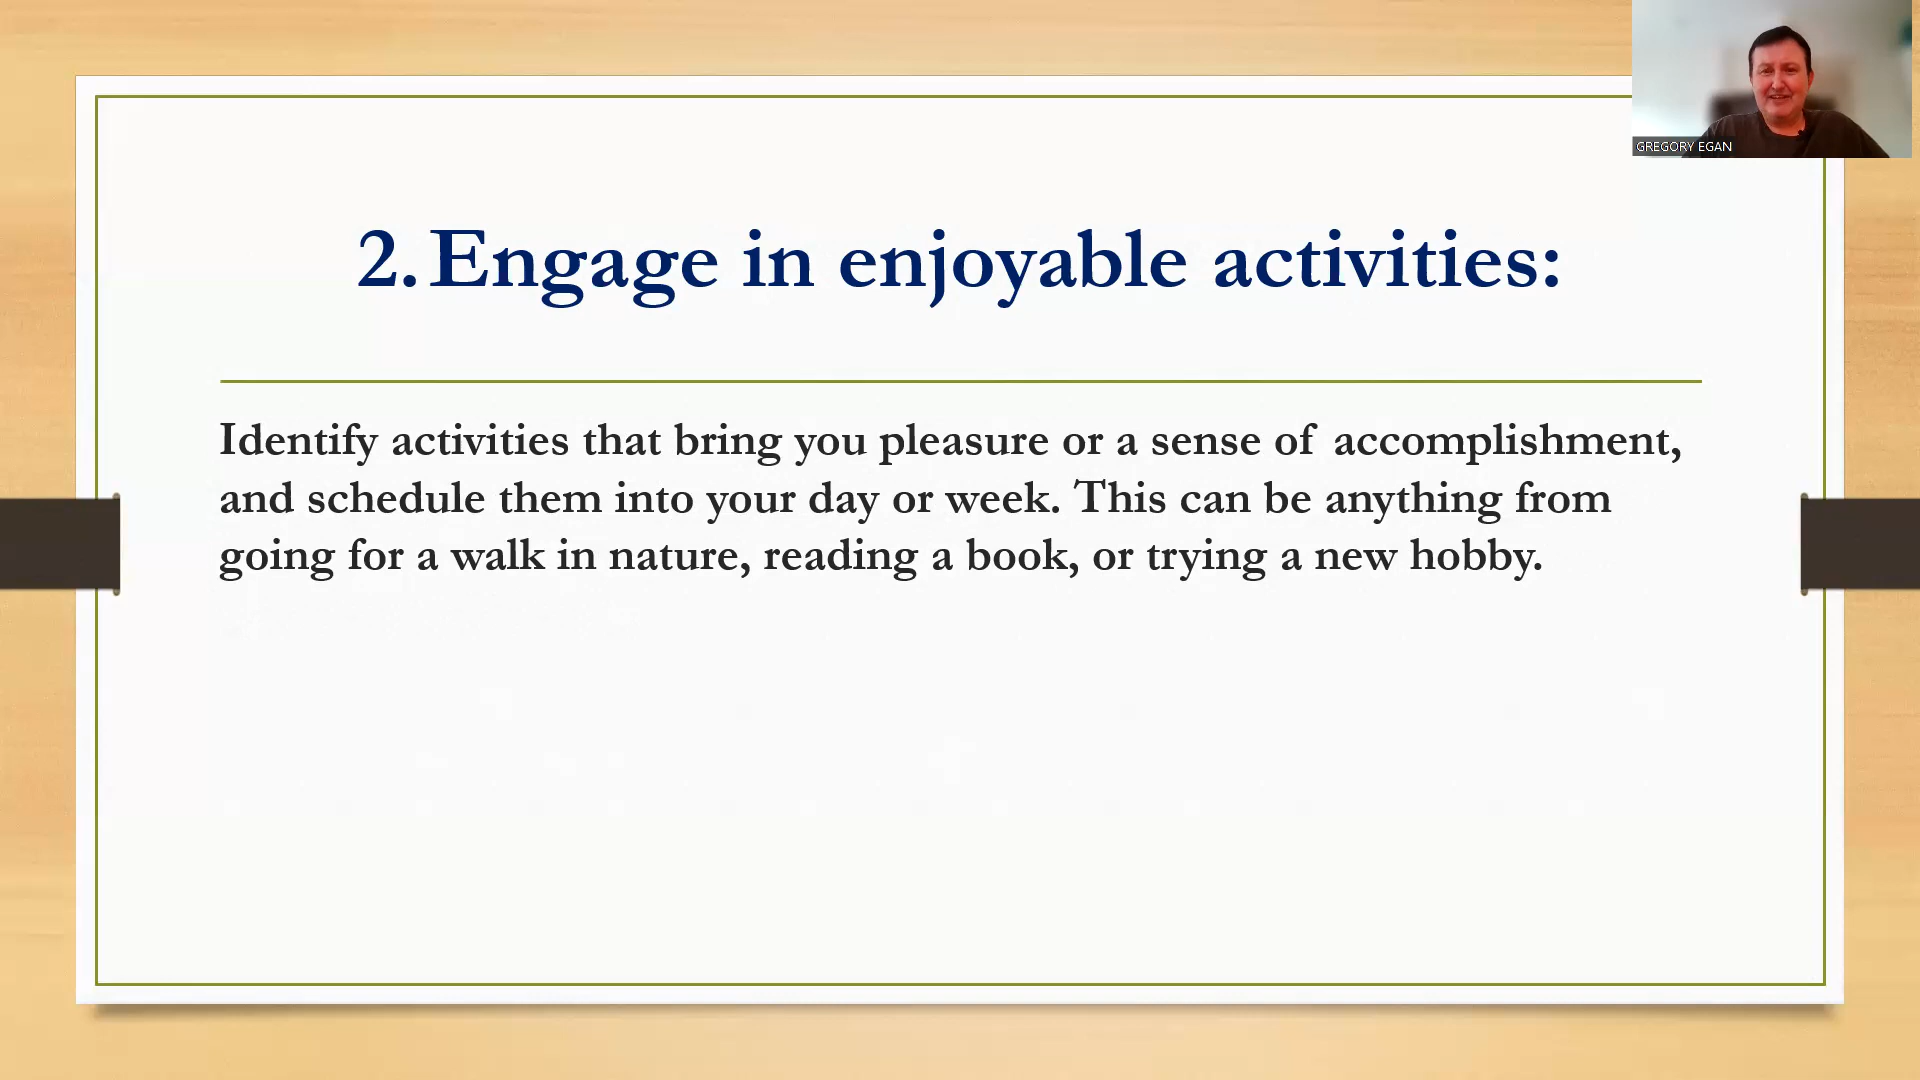 GREGORY EGAN
2. Engage in enjoyable activities:
Identify activities that bring you pleasure or a sense of accomplishment,
and schedule them into your day or week. This can be anything from
going for a walk in nature, reading a book, or trying a new hobby.